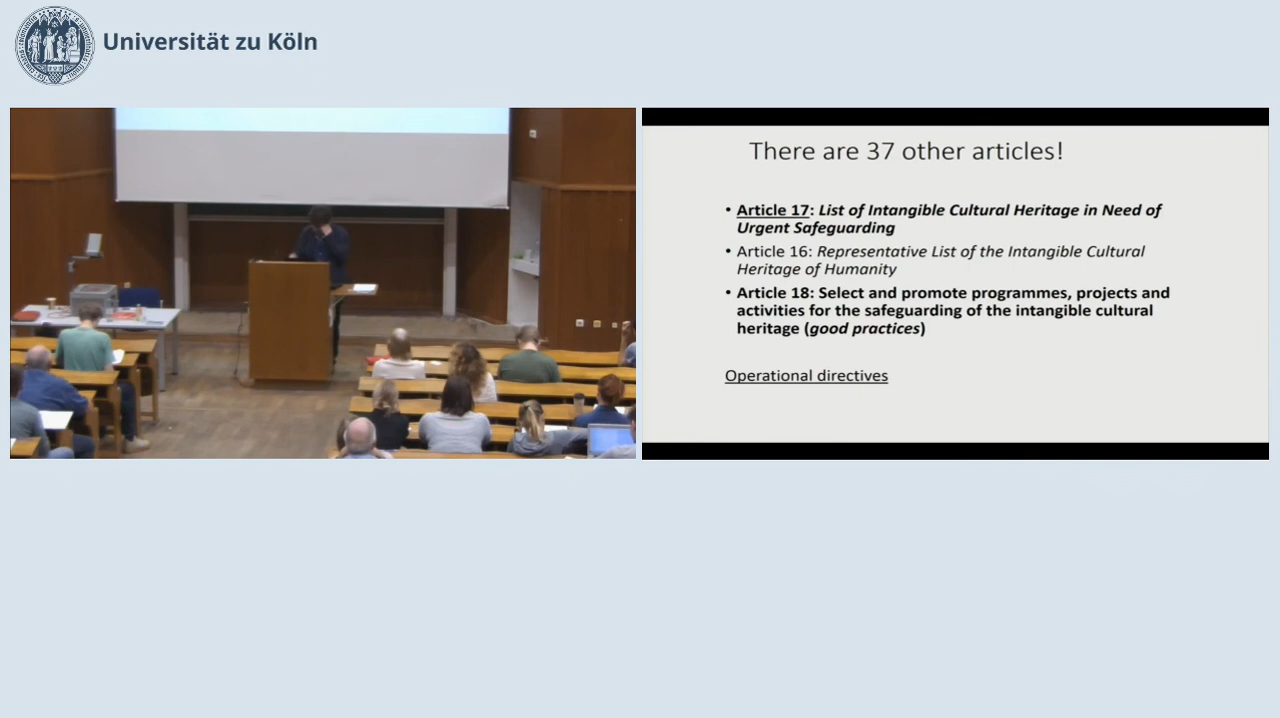 Universität zu Köln
There are 37 other articles!
• Article 17: List of Intangible Cultural Heritage in Need of
Urgent Safeguarding
• Article 16: Representative List of the Intangible Cultural
Heritage of Humanity
• Article 18: Select and promote programmes, projects and
activities for the safeguarding of the intangible cultural
heritage (good practices)
Operational directives